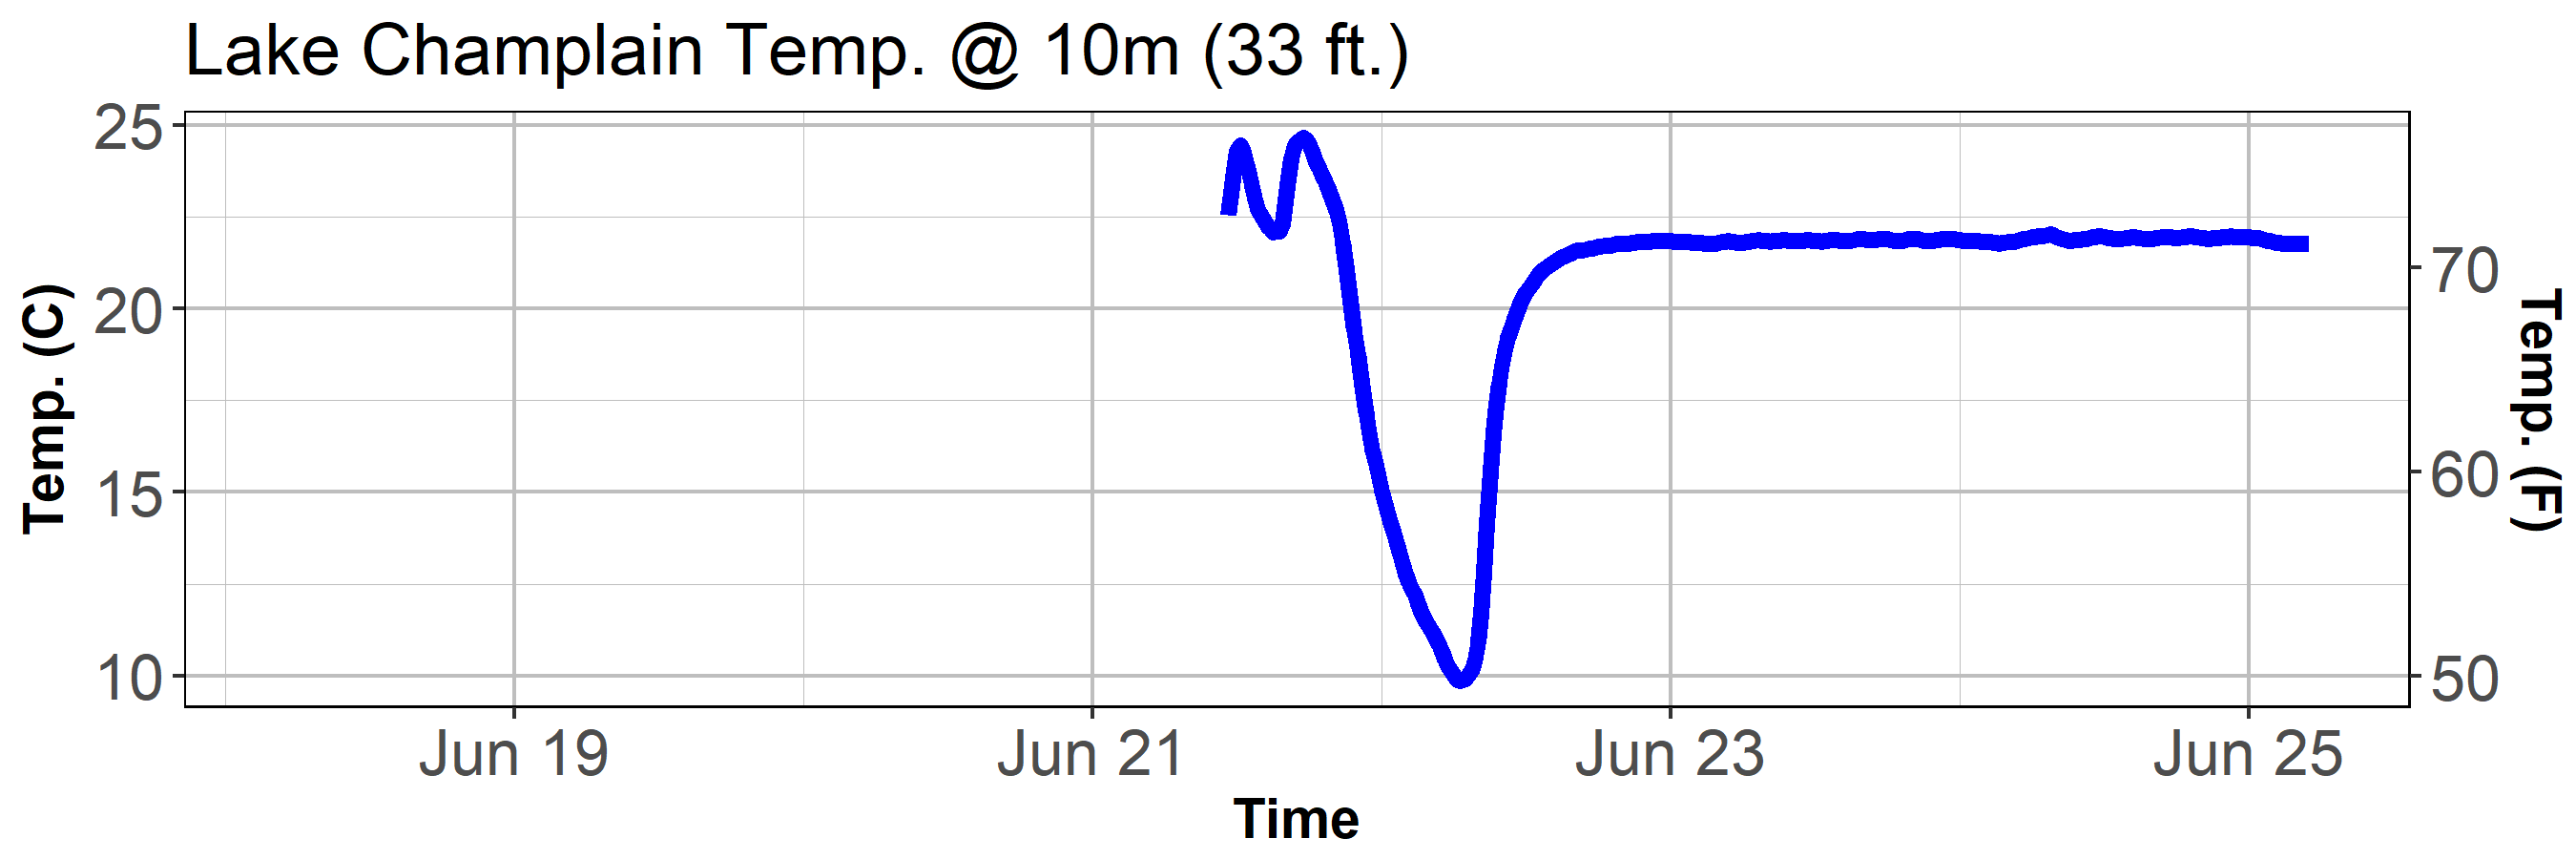 Lake Champlain Temp. @ 10m (33 ft.)
25
20
15
10
Temp. (C)
70
60
50
Temp. (F)
Jun 19 Jun 21 Jun 23 Jun 25
Time